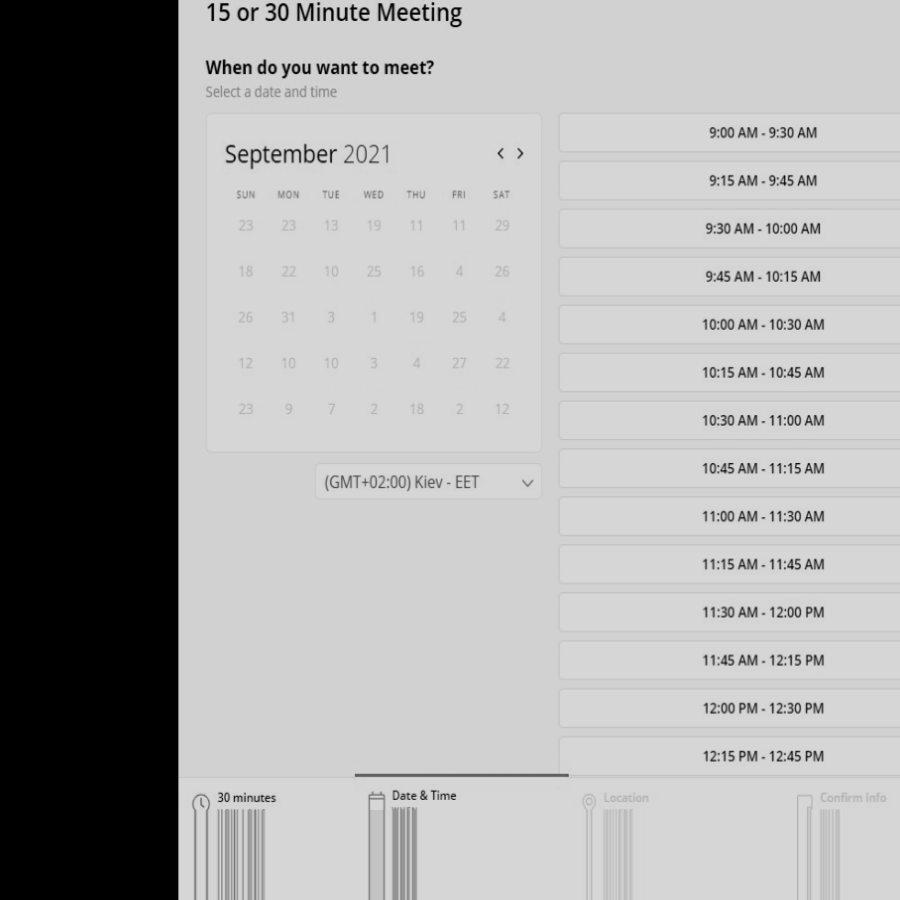 15 or 30 Minute Meeting
When do you want to meet?
Select a date and time
September 2021
SUN MON TUE WED THU FRI SAT
23 23 13 19 11 11 29
18 22 10 25 16 4 26
26 31 3 1 19 25 4
12 10 10 3 4 27 22
23 9 7 2 18 2 12
(GMT+02:00) Kiev - EET
9:00 AM - 9:30 AM
9:15 AM - 9:45 AM
9:30 AM - 10:00 AM
9:45 AM - 10:15 AM
10:00 AM - 10:30 AM
10:15 AM - 10:45 AM
10:30 AM - 11:00 AM
10:45 AM - 11:15 AM
11:00 AM - 11:30 AM
11:15 AM - 11:45 AM
11:30 AM - 12:00 PM
11:45 AM - 12:15 PM
12:00 PM - 12:30 PM
12:15 PM - 12:45 PM
30 minutes
Date & Time
Location
Confirm Info